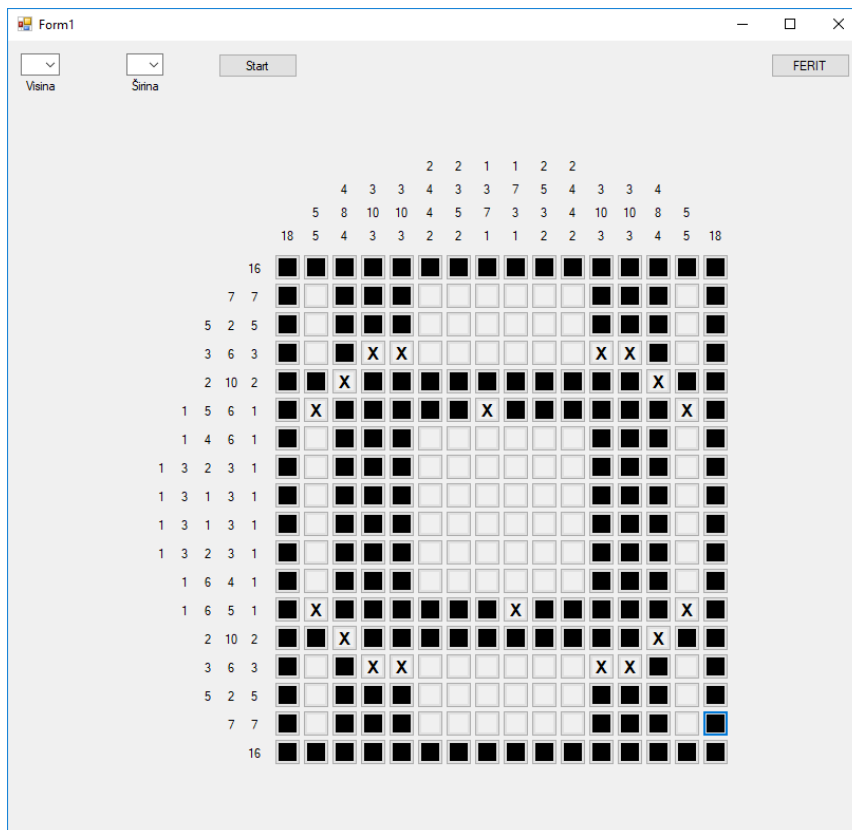 Form1
Start
FERIT
Visina
Širina
2 2 1 1 2 2
4 3 3 4 3 3 7 5 4 3 3 4
5 8 10 10 4 5 7 3 3 4 10 10 8 5
18 5 4 3 3 2 2 1 1 2 2 3 3 4 5 18
16
7 7
5 2 5
3 6 3 X X X X
2 10 2 X X
1 5 6 1 X X X
1 4 6 1
1 3 2 3 1
1 3 1 3 1
1 3 1 3 1
1 3 2 3 1
1 6 4 1
1 6 5 1 X X X
2 10 2 X X
3 6 3 X X X X
5 2 5
7 7
16